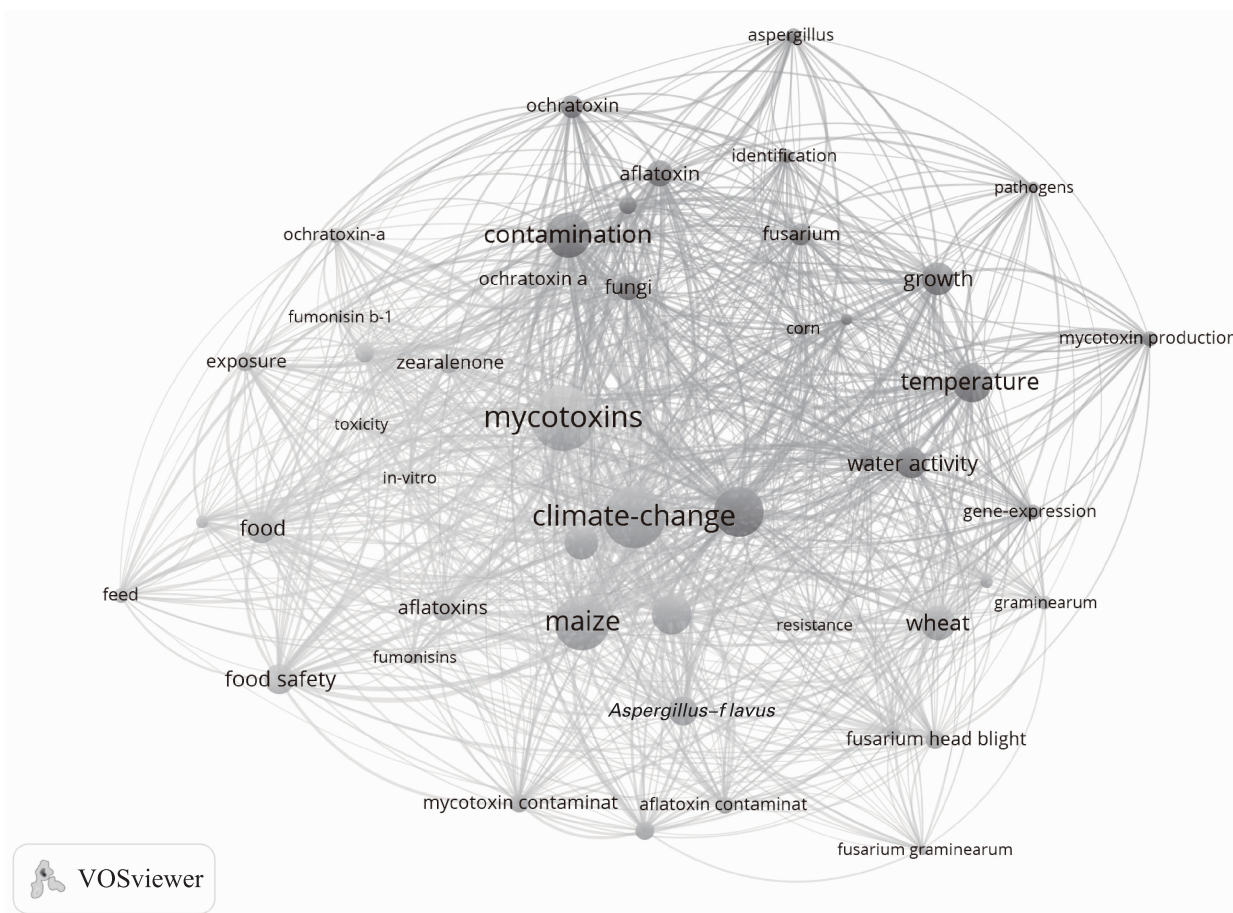 aspergillus
ochratoxin
identification
aflatoxin
pathogens
ochratoxin-a
contamination
fusarium
ochratoxin a
fungi
growth
fumonisin b-1
corn
mycotoxin production
exposure
zearalenone
temperature
mycotoxins
toxicity
water activity
in-vitro
gene-expression
climate-change
food
feed
graminearum
aflatoxins
maize
resistance
wheat
fumonisins
food safety
Aspergillus–flavus
fusarium head blight
mycotoxin contaminat
aflatoxin contaminat
fusarium graminearum
VOSviewer